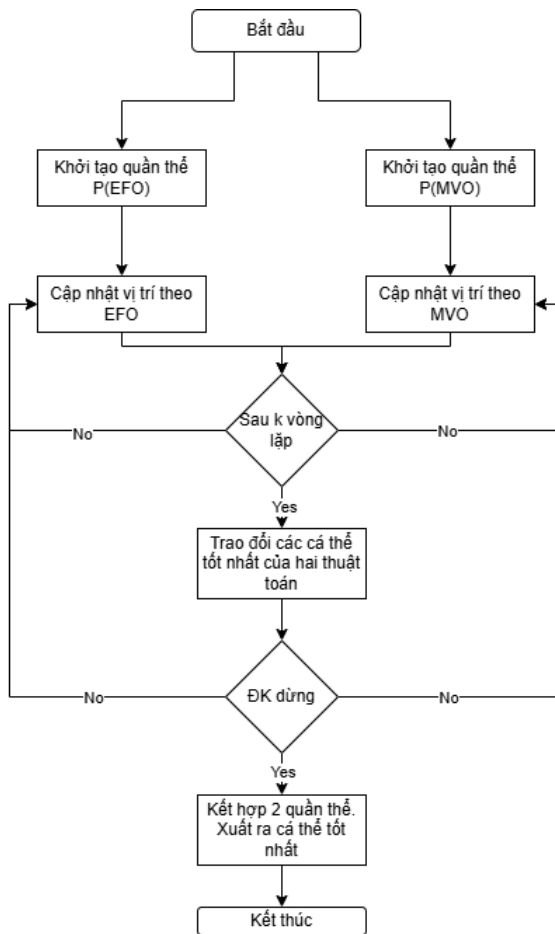 Bắt đầu
Khởi tạo quần thể
P(EFO)
Khởi tạo quần thể
P(MVO)
Cập nhật vị trí theo
EFO
Cập nhật vị trí theo
MVO
Sau k vòng
lặp
No
No
Yes
Trao đổi các cá thể
tốt nhất của hai thuật
toán
ĐK dừng
No
No
Yes
Kết hợp 2 quần thể.
Xuất ra cá thể tốt
nhất
Kết thúc